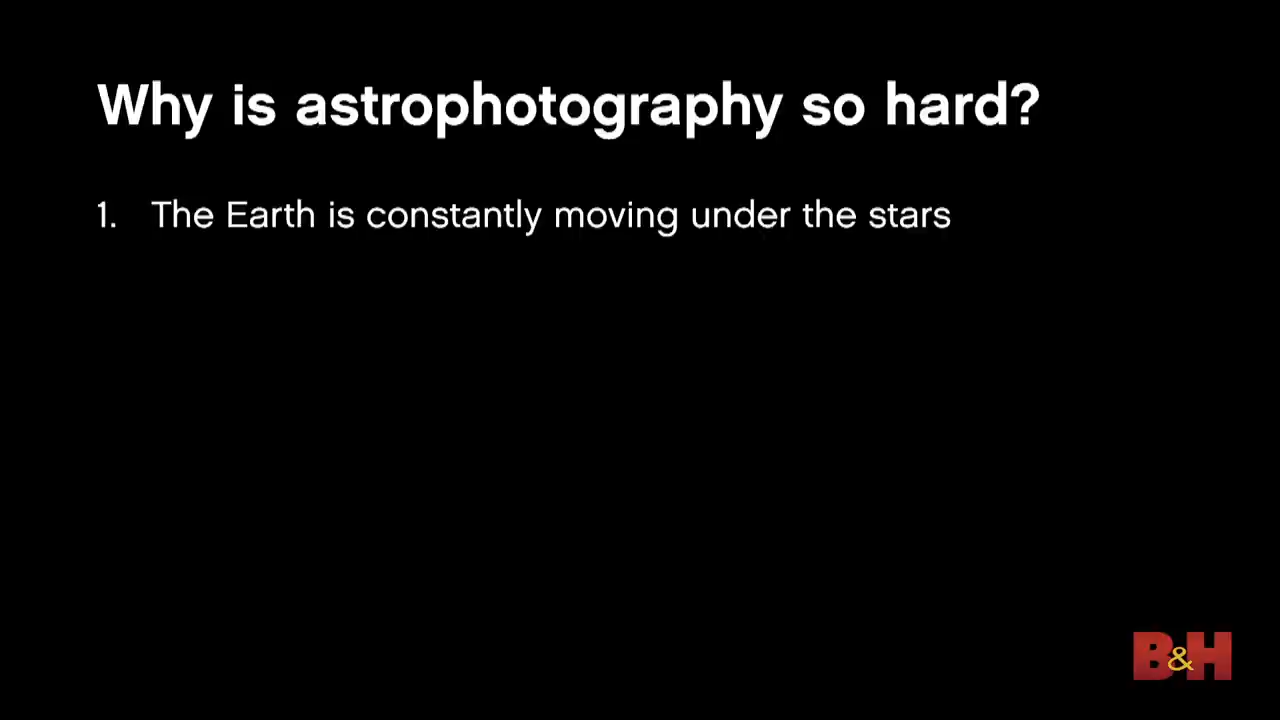 Why is astrophotography so hard?
1. The Earth is constantly moving under the stars
B&H